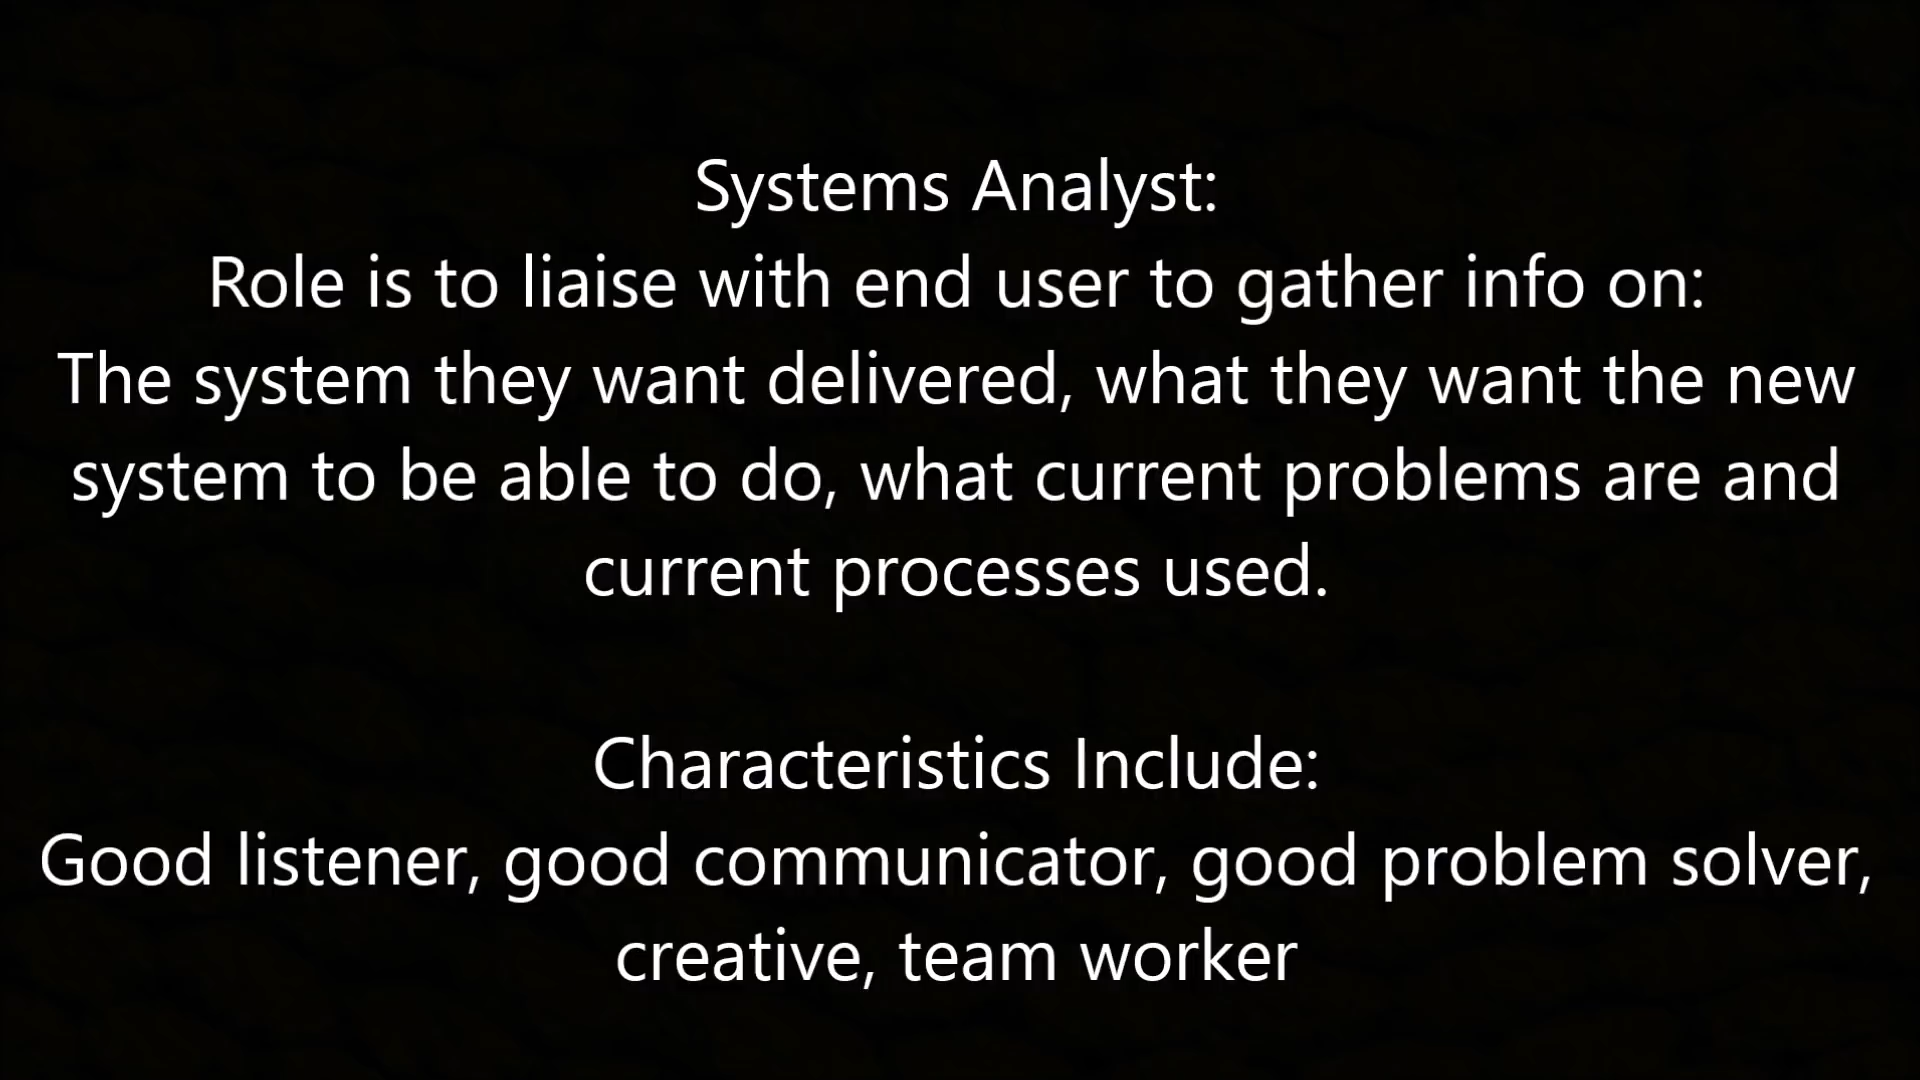 Systems Analyst:
Role is to liaise with end user to gather info on:
The system they want delivered, what they want the new
system to be able to do, what current problems are and
current processes used.
Characteristics Include:
Good listener, good communicator, good problem solver,
creative, team worker